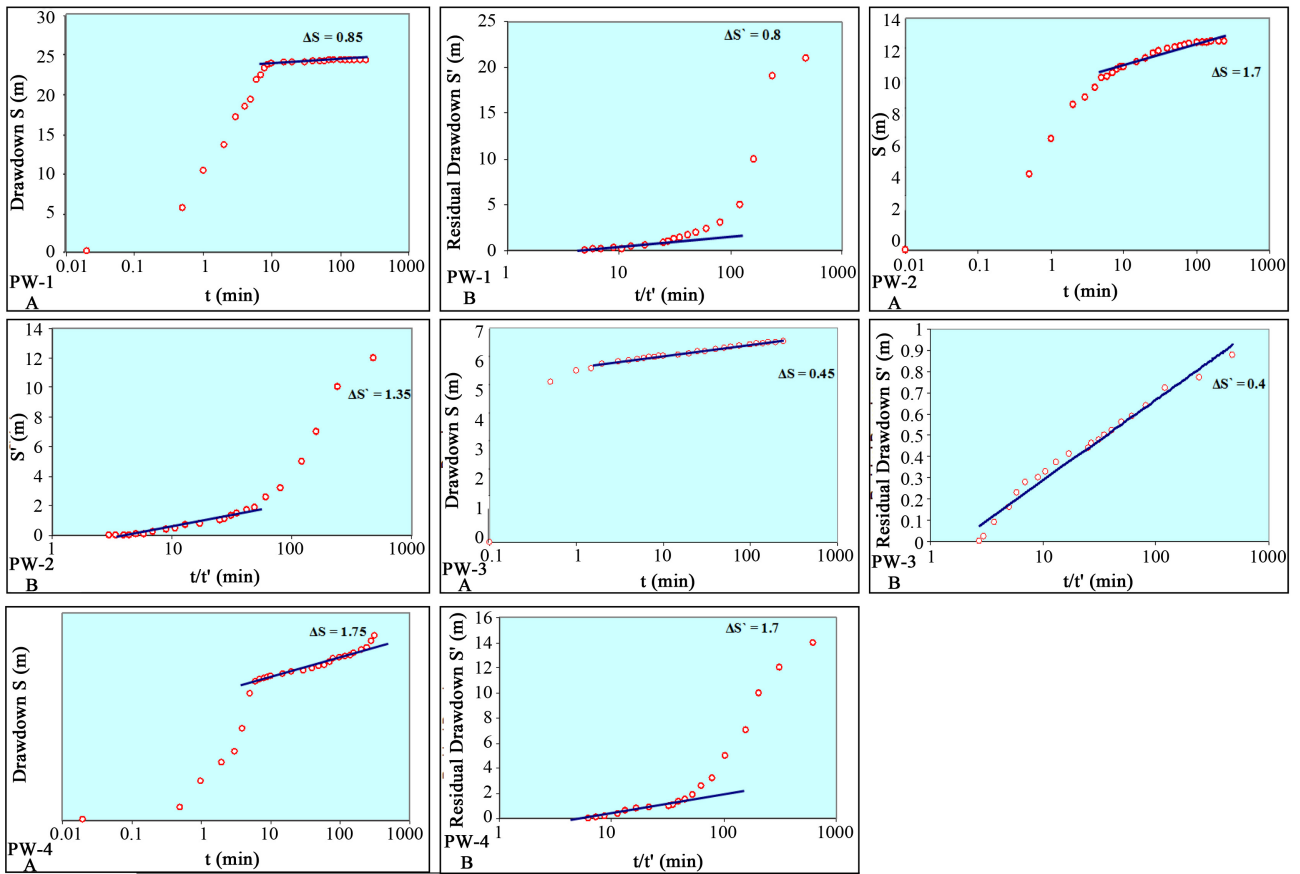 30
25
20
15
10
5
0
0.01 0.1 1 10 100 1000
Drawdown S (m)
ΔS = 0.85
t (min)
PW-1
A
25
20
15
10
5
0
1 10 100 1000
Residual Drawdown S' (m)
ΔS` = 0.8
t/t' (min)
PW-1
B
14
12
10
8
6
4
2
0
0.01 0.1 1 10 100 1000
S (m)
ΔS = 1.7
t (min)
PW-2
A
14
12
10
8
6
4
2
0
10 100 1000
S' (m)
ΔS` = 1.35
t/t' (min)
PW-2
B
7
6
5
4
3
2
1
0
0.1 1 10 100 1000
Drawdown S (m)
ΔS = 0.45
t (min)
PW-3
A
1
0.9
0.8
0.7
0.6
0.5
0.4
0.3
0.2
0.1
0
1 10 100 1000
Residual Drawdown S' (m)
ΔS` = 0.4
t/t' (min)
PW-3
B
Drawdown S (m)
ΔS = 1.75
0.01 0.1 1 10 100 1000
t (min)
PW-4
A
16
14
12
10
8
6
4
2
0
1 10 100 1000
Residual Drawdown S' (m)
ΔS` = 1.7
t/t' (min)
PW-4
B